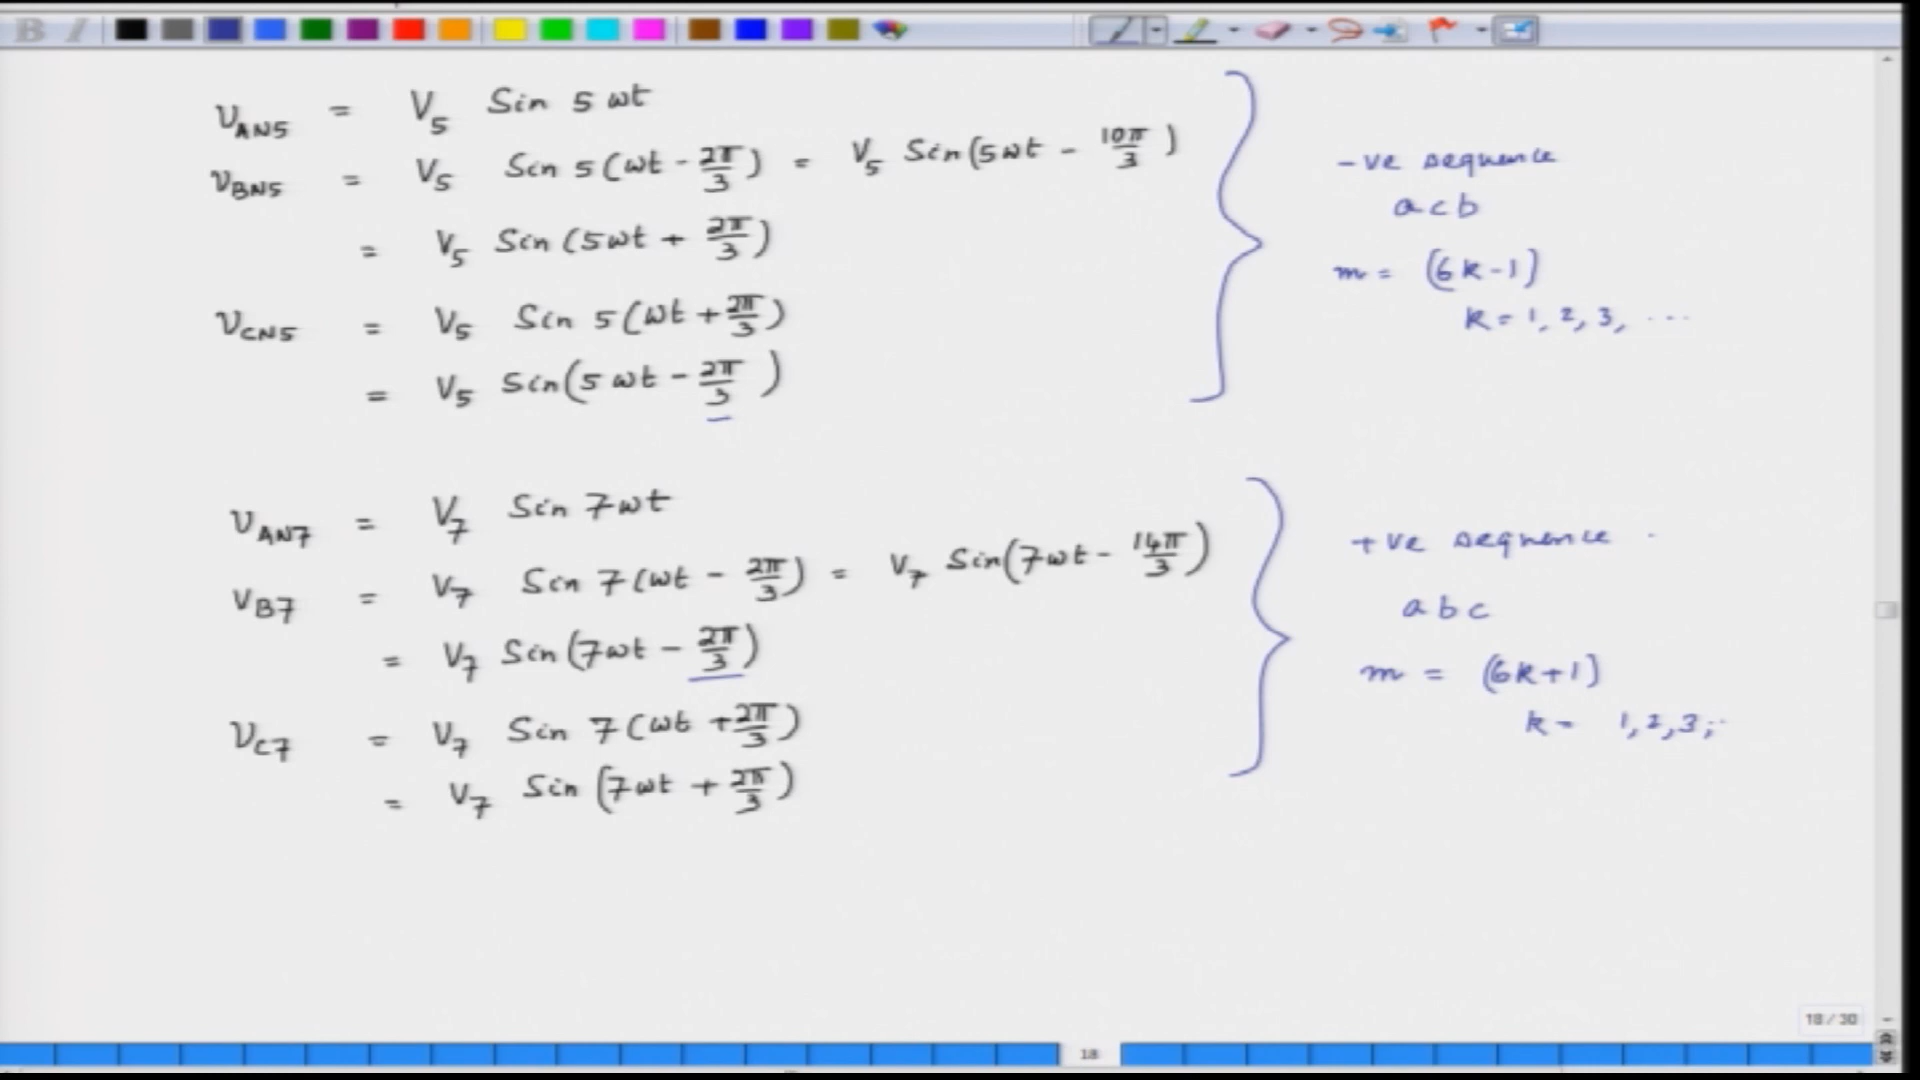 B I
V_AN5 = V_5 Sin 5 ωt
V_BN5 = V_5 Sin 5 (ωt - 2π/3) = V_5 Sin (5ωt - 10π/3)
= V_5 Sin (5ωt + 2π/3)
V_CN5 = V_5 Sin 5 (ωt + 2π/3)
= V_5 Sin (5 ωt - 2π/3)
-ve sequence
acb
m = (6k-1)
k = 1, 2, 3, ...
V_AN7 = V_7 Sin 7ωt
V_B7 = V_7 Sin 7 (ωt - 2π/3) = V_7 Sin (7ωt - 14π/3)
= V_7 Sin (7ωt - 2π/3)
V_C7 = V_7 Sin 7 (ωt + 2π/3)
= V_7 Sin (7ωt + 2π/3)
+ve sequence
abc
m = (6k+1)
k = 1,2,3,..
18 / 30
18